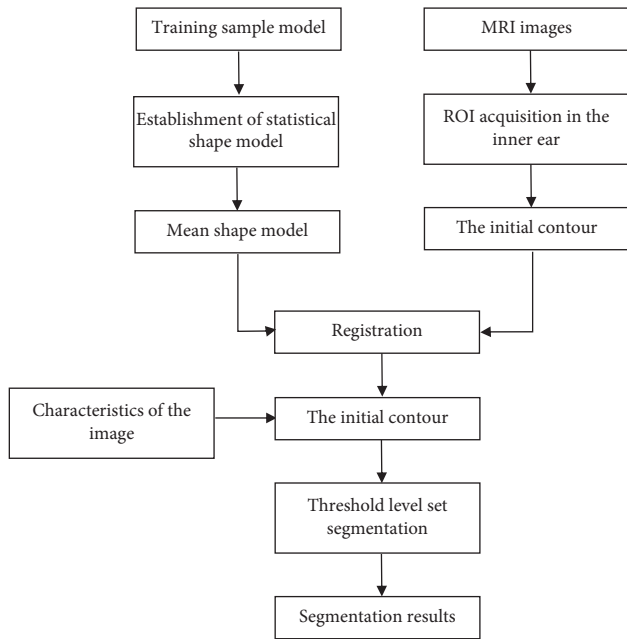 Training sample model
MRI images
Establishment of statistical
shape model
ROI acquisition in the
inner ear
Mean shape model
The initial contour
Registration
Characteristics of the
image
The initial contour
Threshold level set
segmentation
Segmentation results